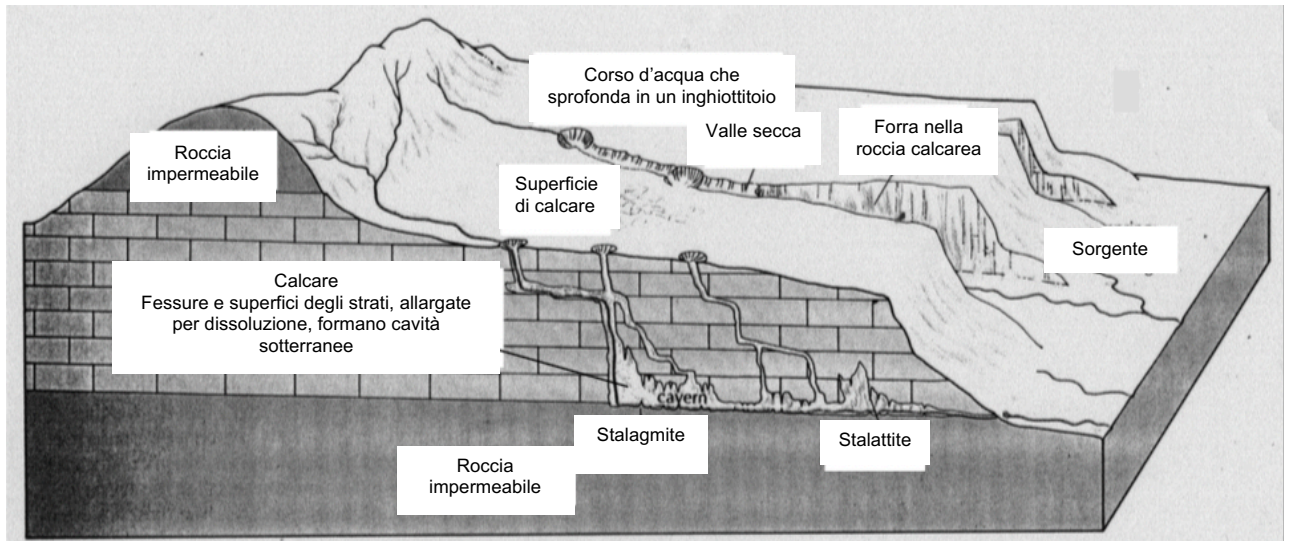 Corso d'acqua che
sprofonda in un inghiottitoio
Valle secca
Forra nella
roccia calcarea
Roccia
impermeabile
Superficie
di calcare
Sorgente
Calcare
Fessure e superfici degli strati, allargate
per dissoluzione, formano cavità
sotterranee
cavern
Stalagmite
Stalattite
Roccia
impermeabile